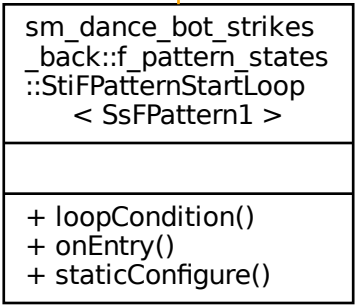 sm_dance_bot_strikes
_back::f_pattern_states
::StiFPatternStartLoop
< SsFPattern1 >
+ loopCondition()
+ onEntry()
+ staticConfigure()